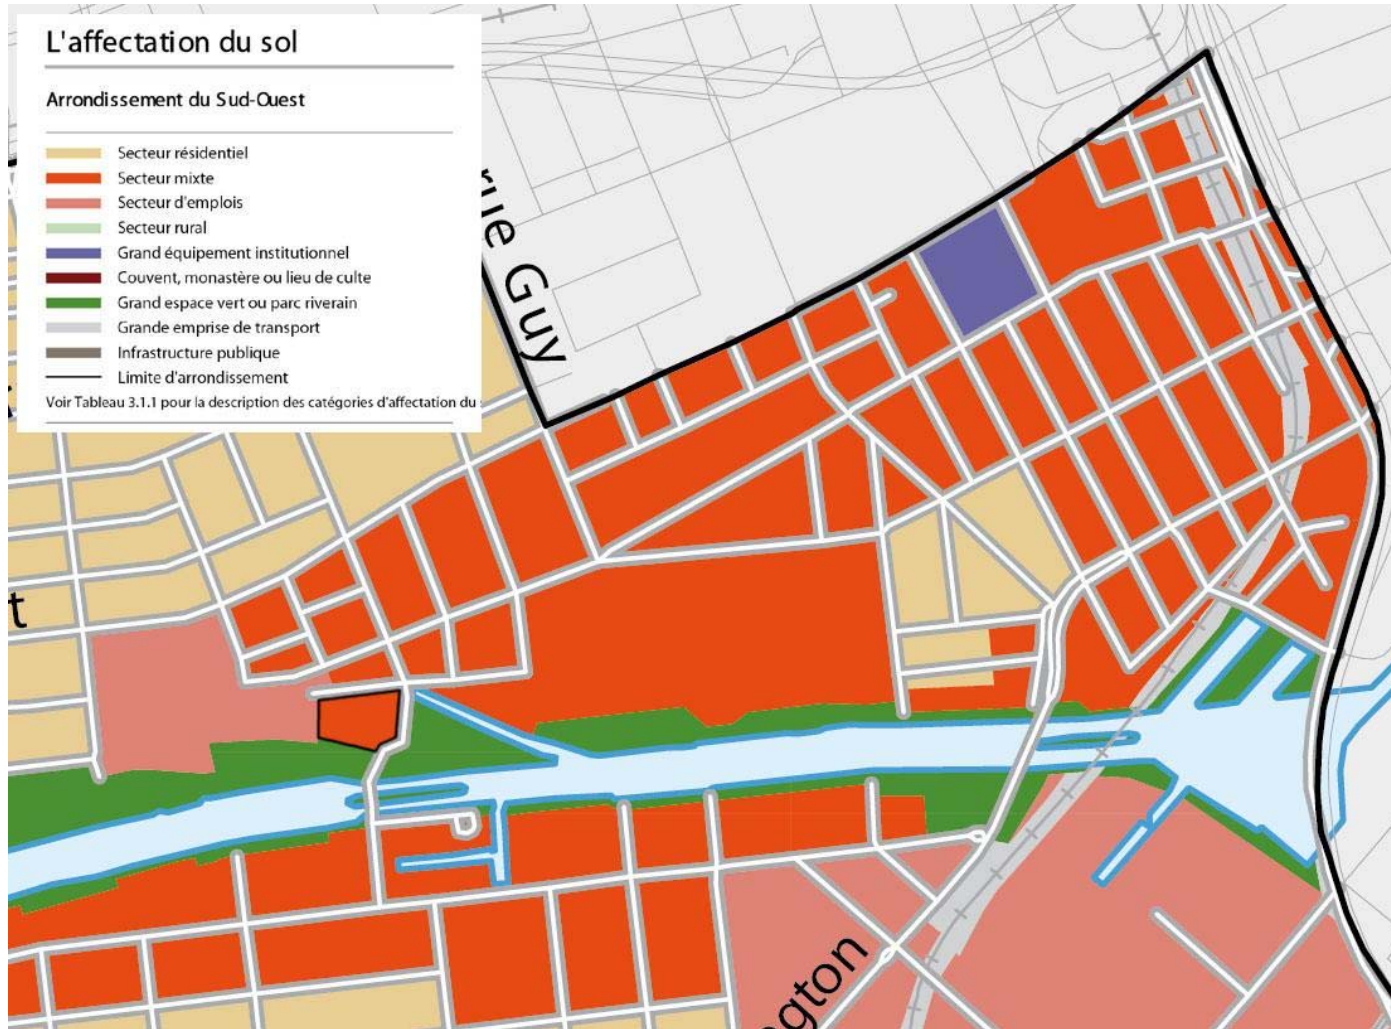 L'affectation du sol
Arrondissement du Sud-Ouest
Secteur résidentiel
Secteur mixte
Secteur d'emplois
Secteur rural
Grand équipement institutionnel
Couvent, monastère ou lieu de culte
Grand espace vert ou parc riverain
Grande emprise de transport
Infrastructure publique
Limite d'arrondissement
Voir Tableau 3.1.1 pour la description des catégories d'affectation du
rue Guy
t
ngton